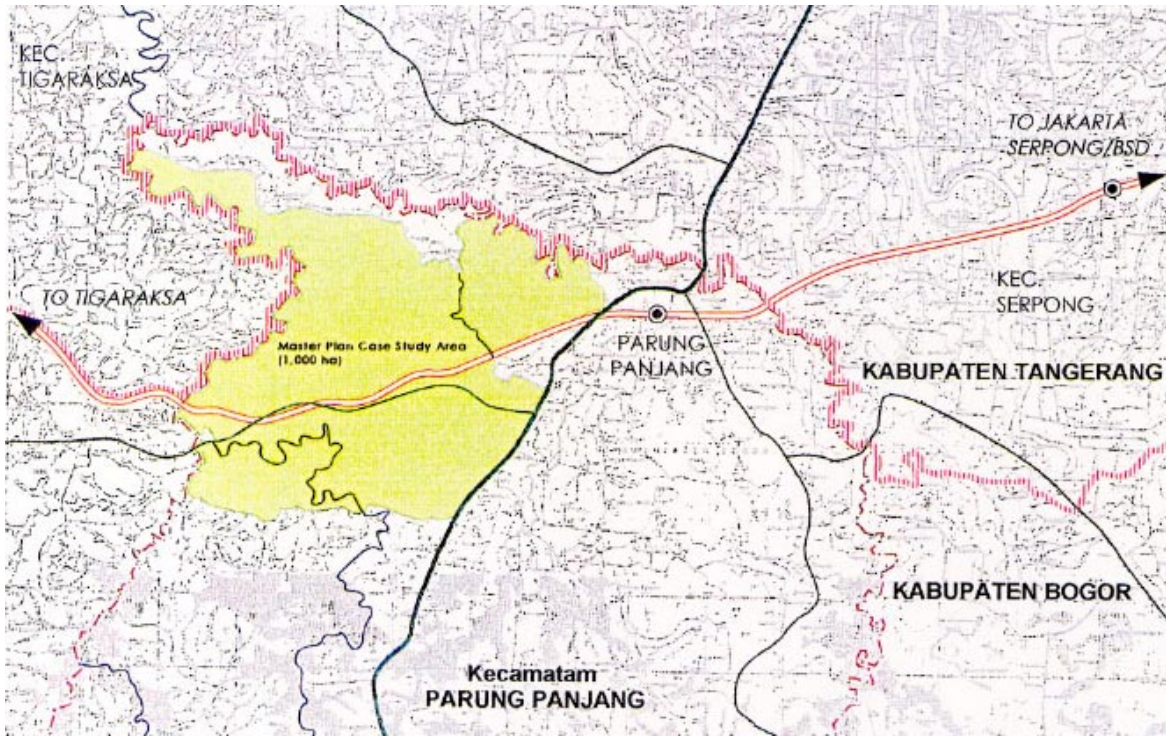 KEC.
TIGARAKSA
TO JAKARTA
SERPONG/BSD
TO TIGARAKSA
KEC.
SERPONG
Master Plan Case Study Area
(1,000 ha)
PARUNG
PANJANG
KABUPATEN TANGERANG
KABUPATEN BOGOR
Kecamatam
PARUNG PANJANG